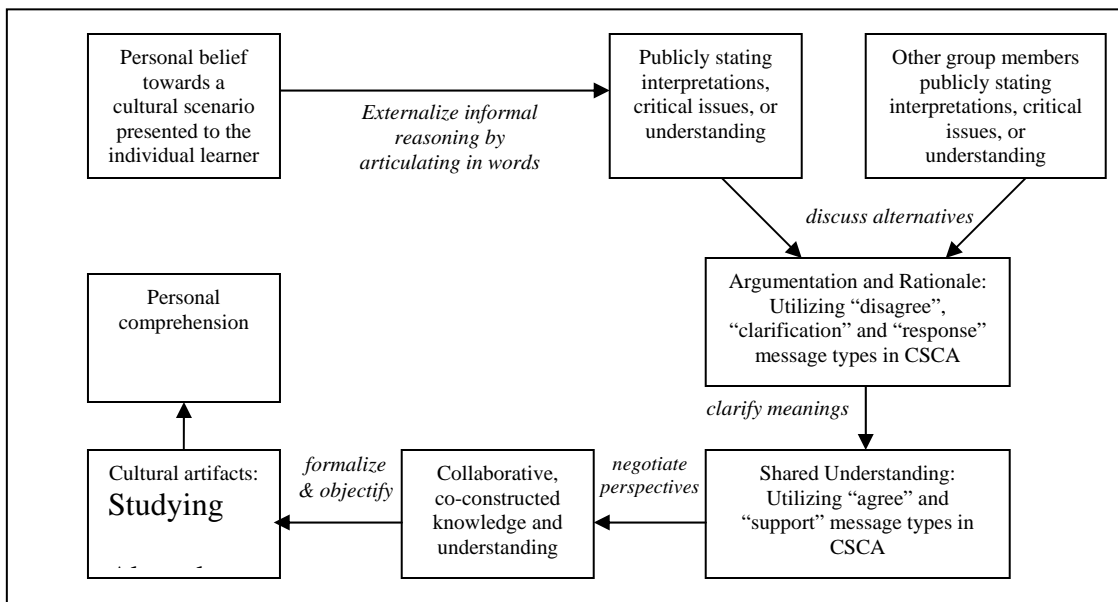 Personal belief
towards a
cultural scenario
presented to the
individual learner
Externalize informal
reasoning by
articulating in words
Publicly stating
interpretations,
critical issues, or
understanding
Other group members
publicly stating
interpretations, critical
issues, or
understanding
discuss alternatives
Argumentation and Rationale:
Utilizing “disagree”,
“clarification” and “response”
message types in CSCA
clarify meanings
Shared Understanding:
Utilizing “agree” and
“support” message types in
CSCA
negotiate
perspectives
Collaborative,
co-constructed
knowledge and
understanding
formalize
& objectify
Cultural artifacts:
Studying
Personal
comprehension